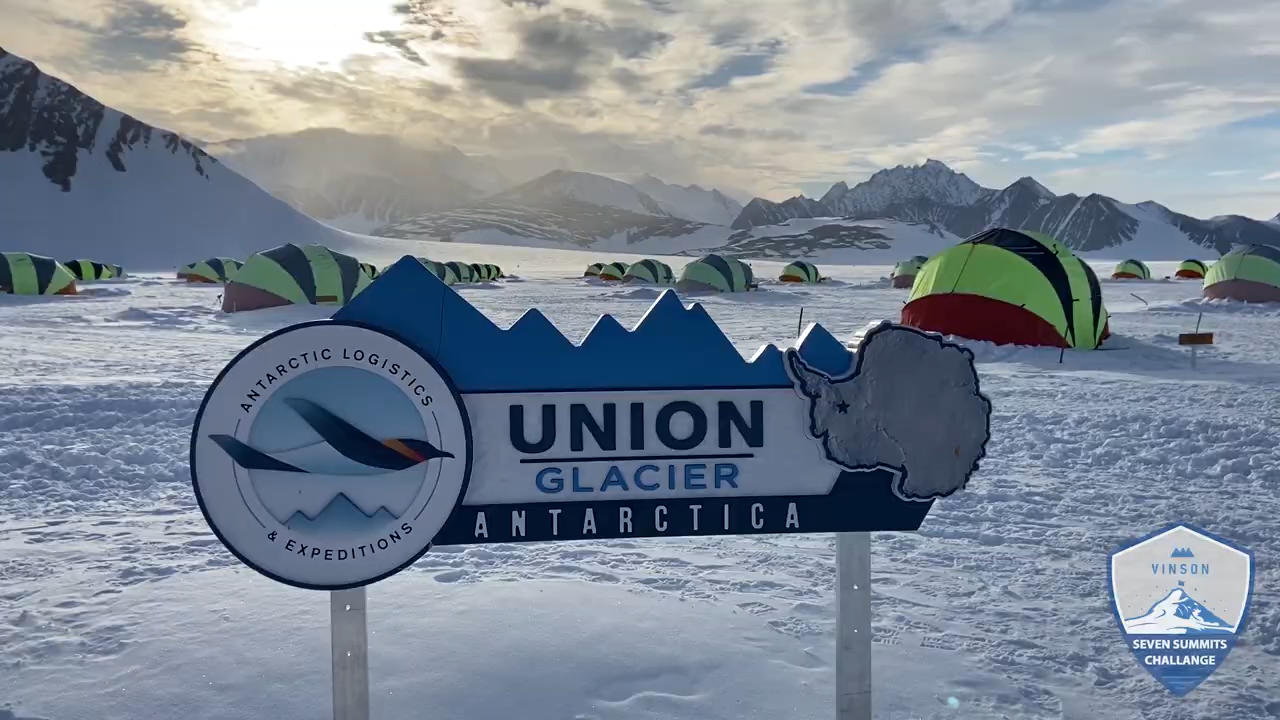 ANTARCTIC LOGISTICS
& EXPEDITIONS
UNION
GLACIER
ANTARCTICA
VINSON
SEVEN SUMMITS
CHALLANGE